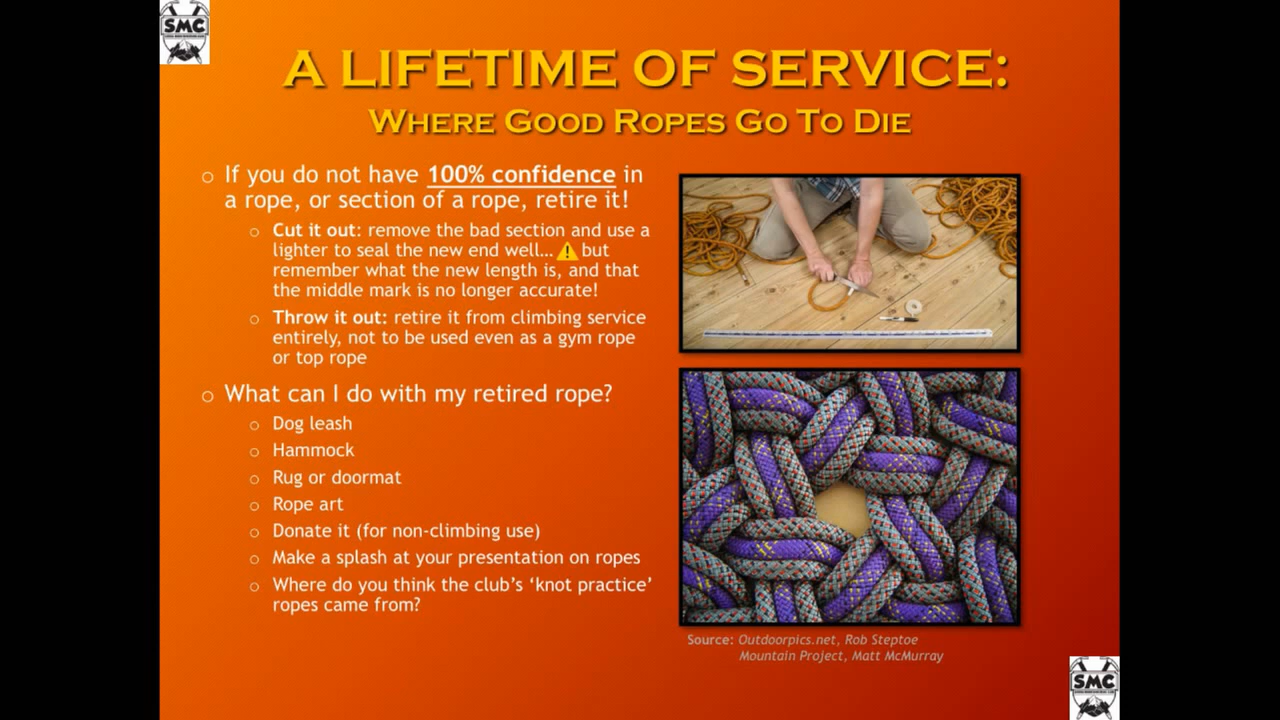 SMC
A LIFETIME OF SERVICE:
WHERE GOOD ROPES GO TO DIE
If you do not have 100% confidence in
a rope, or section of a rope, retire it!
Cut it out: remove the bad section and use a
lighter to seal the new end well... ⚠ but
remember what the new length is, and that
the middle mark is no longer accurate!
Throw it out: retire it from climbing service
entirely, not to be used even as a gym rope
or top rope
What can I do with my retired rope?
Dog leash
Hammock
Rug or doormat
Rope art
Donate it (for non-climbing use)
Make a splash at your presentation on ropes
Where do you think the club's ‘knot practice’
ropes came from?
Source: Outdoorpics.net, Rob Steptoe
Mountain Project, Matt McMurray
SMC